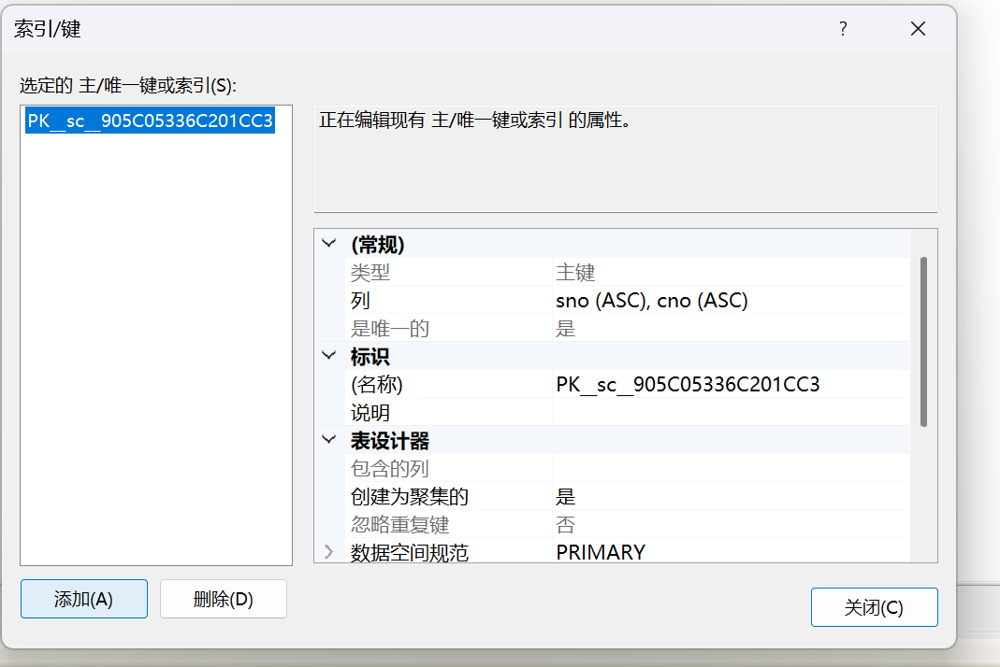 索引/键
?
选定的 主/唯一键或索引(S):
PK__sc__905C05336C201CC3
正在编辑现有 主/唯一键或索引 的属性。
(常规)
类型 主键
列 sno (ASC), cno (ASC)
是唯一的 是
标识
(名称) PK__sc__905C05336C201CC3
说明
表设计器
包含的列
创建为聚集的 是
忽略重复键 否
数据空间规范 PRIMARY
添加(A) 删除(D)
关闭(C)